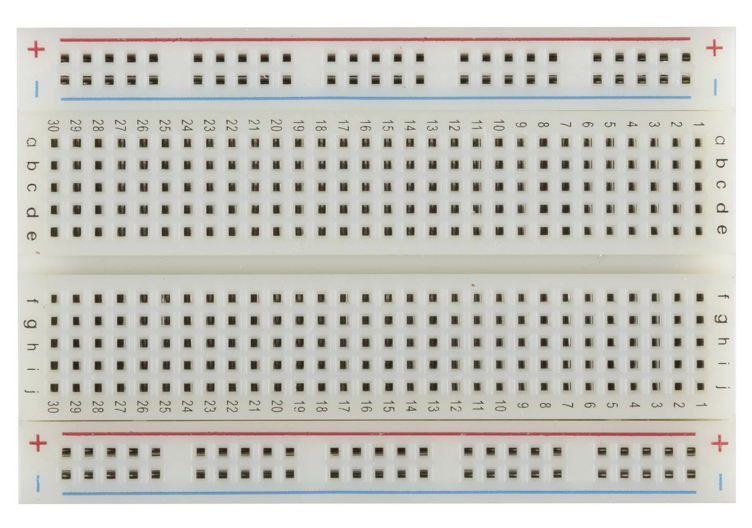 + +
− −
30 29 28 27 26 25 24 23 22 21 20 19 18 17 16 15 14 13 12 11 10 9 8 7 6 5 4 3 2 1
a a
b b
c c
d d
e e
f f
g g
h h
i i
j j
30 29 28 27 26 25 24 23 22 21 20 19 18 17 16 15 14 13 12 11 10 9 8 7 6 5 4 3 2 1
+ +
− −